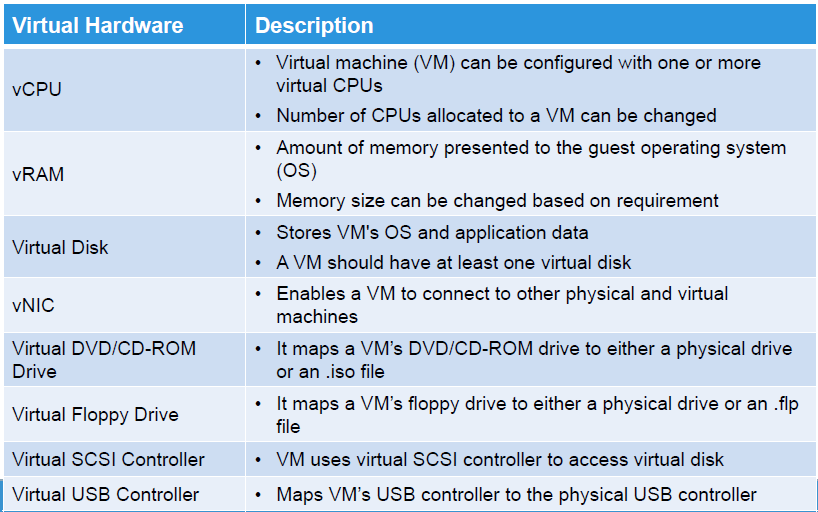 Virtual Hardware
Description
vCPU
• Virtual machine (VM) can be configured with one or more
virtual CPUs
• Number of CPUs allocated to a VM can be changed
vRAM
• Amount of memory presented to the guest operating system
(OS)
• Memory size can be changed based on requirement
Virtual Disk
• Stores VM's OS and application data
• A VM should have at least one virtual disk
vNIC
• Enables a VM to connect to other physical and virtual
machines
Virtual DVD/CD-ROM
Drive
• It maps a VM’s DVD/CD-ROM drive to either a physical drive
or an .iso file
Virtual Floppy Drive
• It maps a VM’s floppy drive to either a physical drive or an .flp
file
Virtual SCSI Controller
• VM uses virtual SCSI controller to access virtual disk
Virtual USB Controller
• Maps VM’s USB controller to the physical USB controller